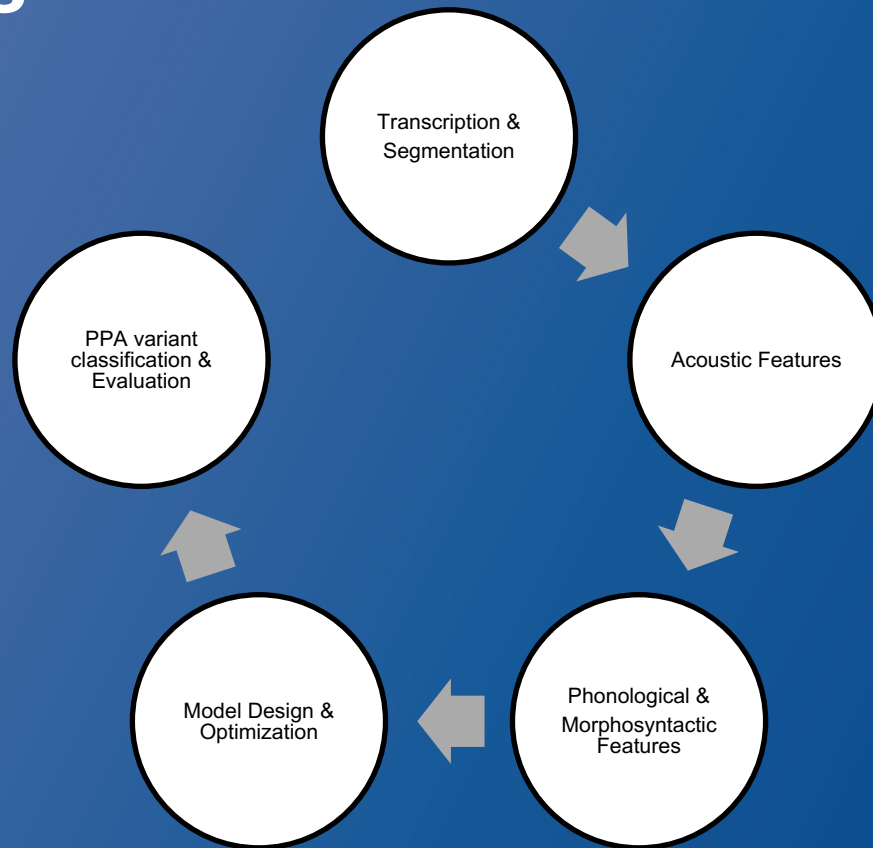 Transcription &
Segmentation
Acoustic Features
Phonological &
Morphosyntactic
Features
Model Design &
Optimization
PPA variant
classification &
Evaluation